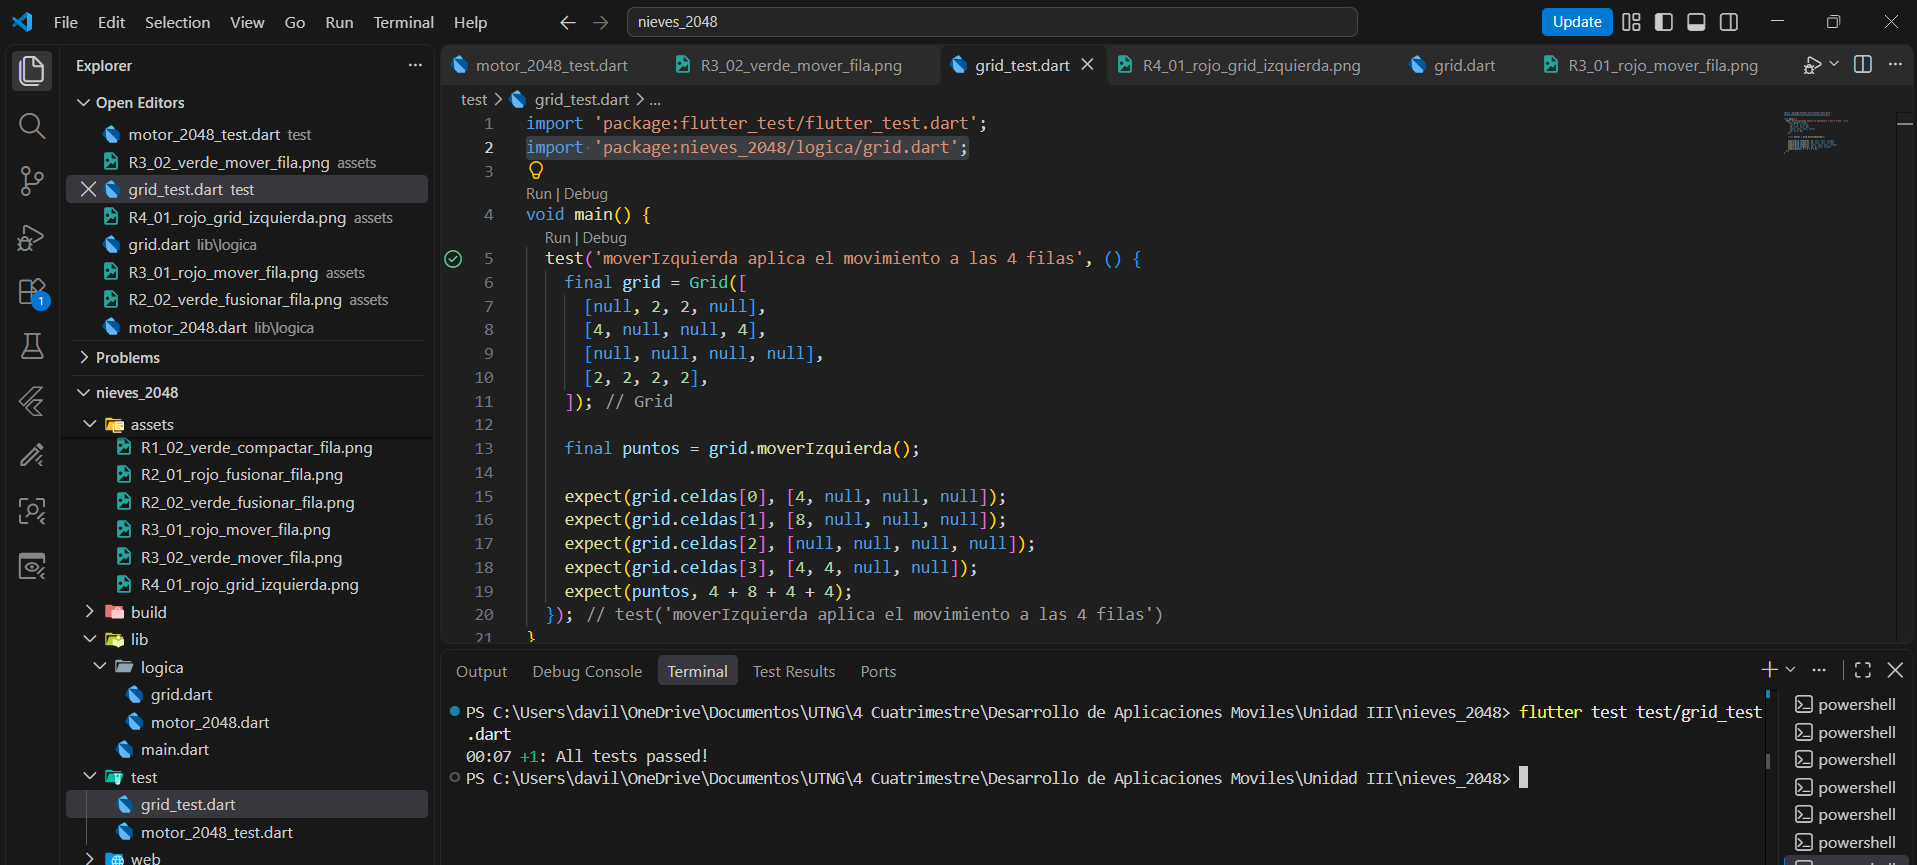 File Edit Selection View Go Run Terminal Help
nieves_2048
Update
Explorer
Open Editors
motor_2048_test.dart test
R3_02_verde_mover_fila.png assets
grid_test.dart test
R4_01_rojo_grid_izquierda.png assets
grid.dart lib\logica
R3_01_rojo_mover_fila.png assets
R2_02_verde_fusionar_fila.png assets
motor_2048.dart lib\logica
Problems
nieves_2048
assets
R1_02_verde_compactar_fila.png
R2_01_rojo_fusionar_fila.png
R2_02_verde_fusionar_fila.png
R3_01_rojo_mover_fila.png
R3_02_verde_mover_fila.png
R4_01_rojo_grid_izquierda.png
build
lib
logica
grid.dart
motor_2048.dart
main.dart
test
grid_test.dart
motor_2048_test.dart
web
1
motor_2048_test.dart R3_02_verde_mover_fila.png grid_test.dart R4_01_rojo_grid_izquierda.png grid.dart R3_01_rojo_mover_fila.png
test > grid_test.dart > ...
1 import 'package:flutter_test/flutter_test.dart';
2 import 'package:nieves_2048/logica/grid.dart';
3
Run | Debug
4 void main() {
Run | Debug
5 test('moverIzquierda aplica el movimiento a las 4 filas', () {
6 final grid = Grid([
7 [null, 2, 2, null],
8 [4, null, null, 4],
9 [null, null, null, null],
10 [2, 2, 2, 2],
11 ]); // Grid
12
13 final puntos = grid.moverIzquierda();
14
15 expect(grid.celdas[0], [4, null, null, null]);
16 expect(grid.celdas[1], [8, null, null, null]);
17 expect(grid.celdas[2], [null, null, null, null]);
18 expect(grid.celdas[3], [4, 4, null, null]);
19 expect(puntos, 4 + 8 + 4 + 4);
20 }); // test('moverIzquierda aplica el movimiento a las 4 filas')
21 }
Output Debug Console Terminal Test Results Ports
PS C:\Users\davil\OneDrive\Documentos\UTNG\4 Cuatrimestre\Desarrollo de Aplicaciones Moviles\Unidad III\nieves_2048> flutter test test/grid_test
.dart
00:07 +1: All tests passed!
PS C:\Users\davil\OneDrive\Documentos\UTNG\4 Cuatrimestre\Desarrollo de Aplicaciones Moviles\Unidad III\nieves_2048>
powershell
powershell
powershell
powershell
powershell
powershell